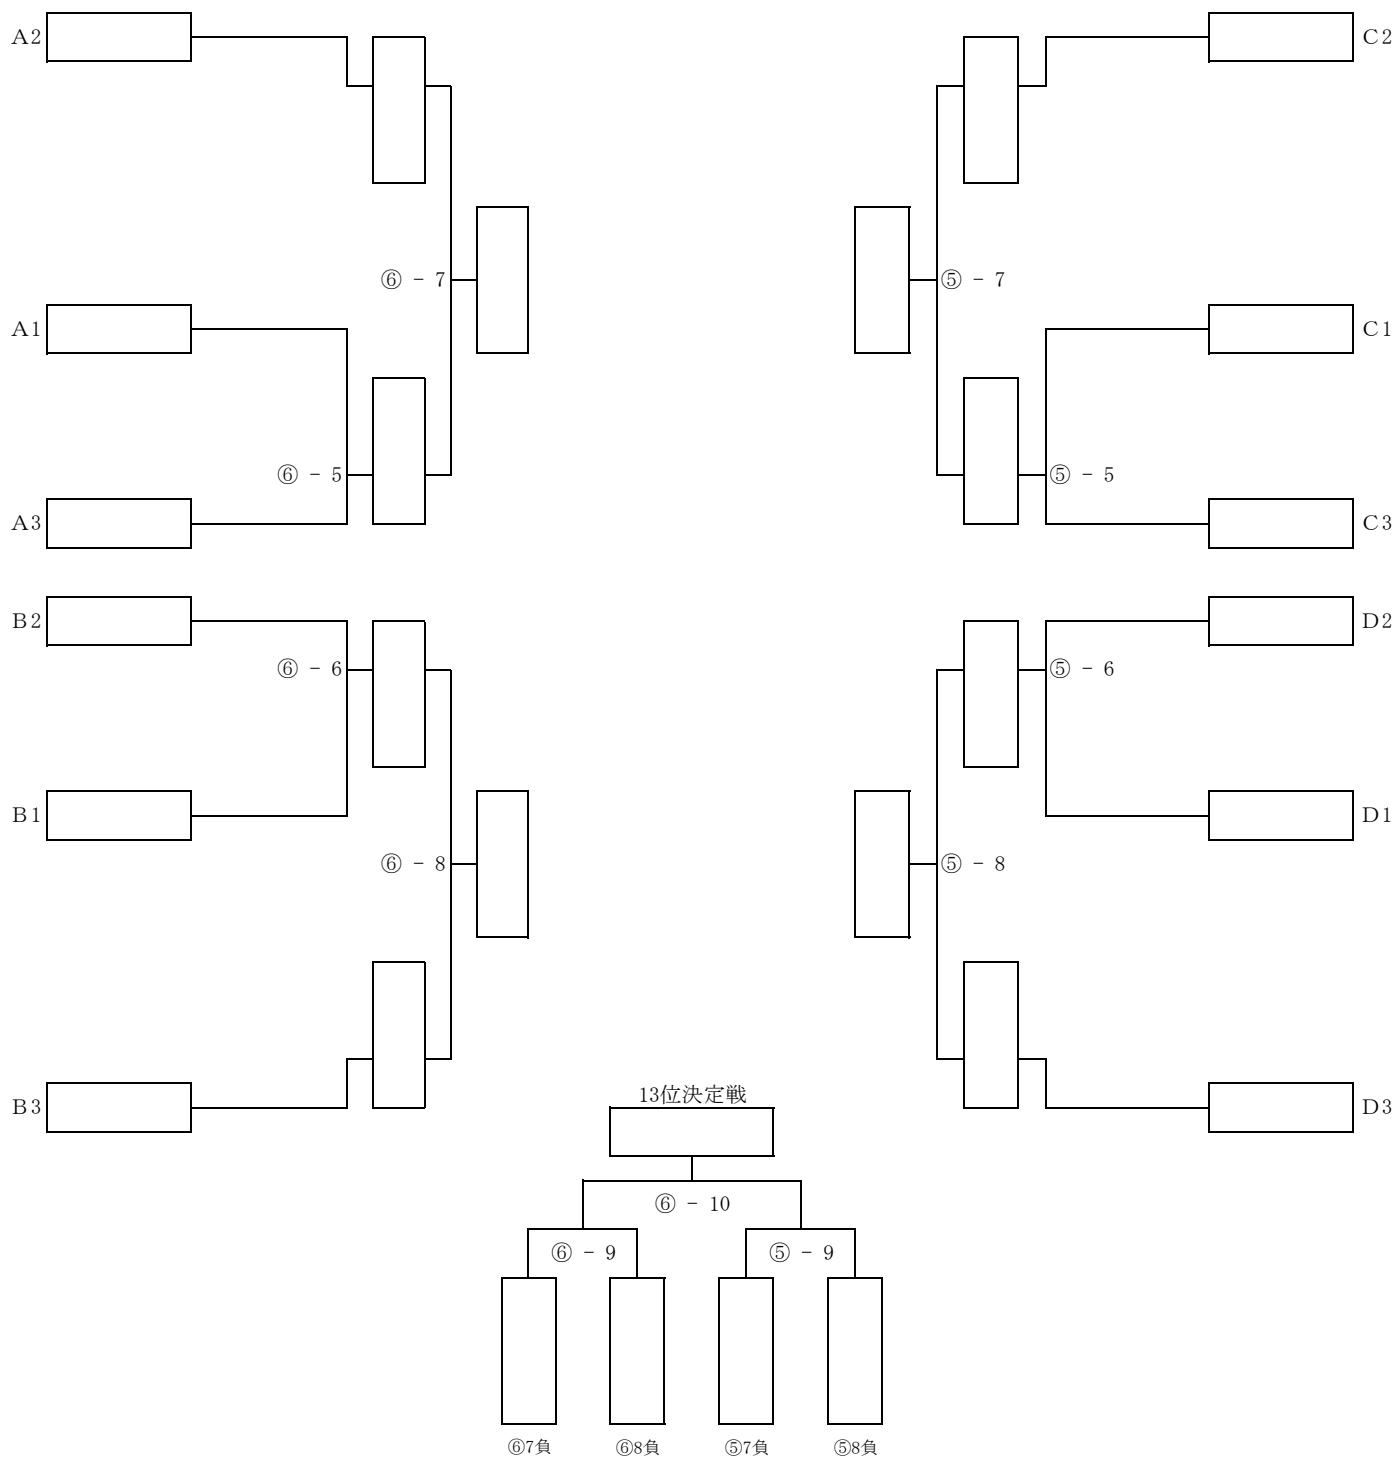 A2
C2
⑥ － 7
⑤ － 7
A1
C1
⑥ － 5
⑤ － 5
A3
C3
B2
D2
⑥ － 6
⑤ － 6
B1
D1
⑥ － 8
⑤ － 8
B3
D3
13位決定戦
⑥ － 10
⑥ － 9
⑤ － 9
⑥7負
⑥8負
⑤7負
⑤8負